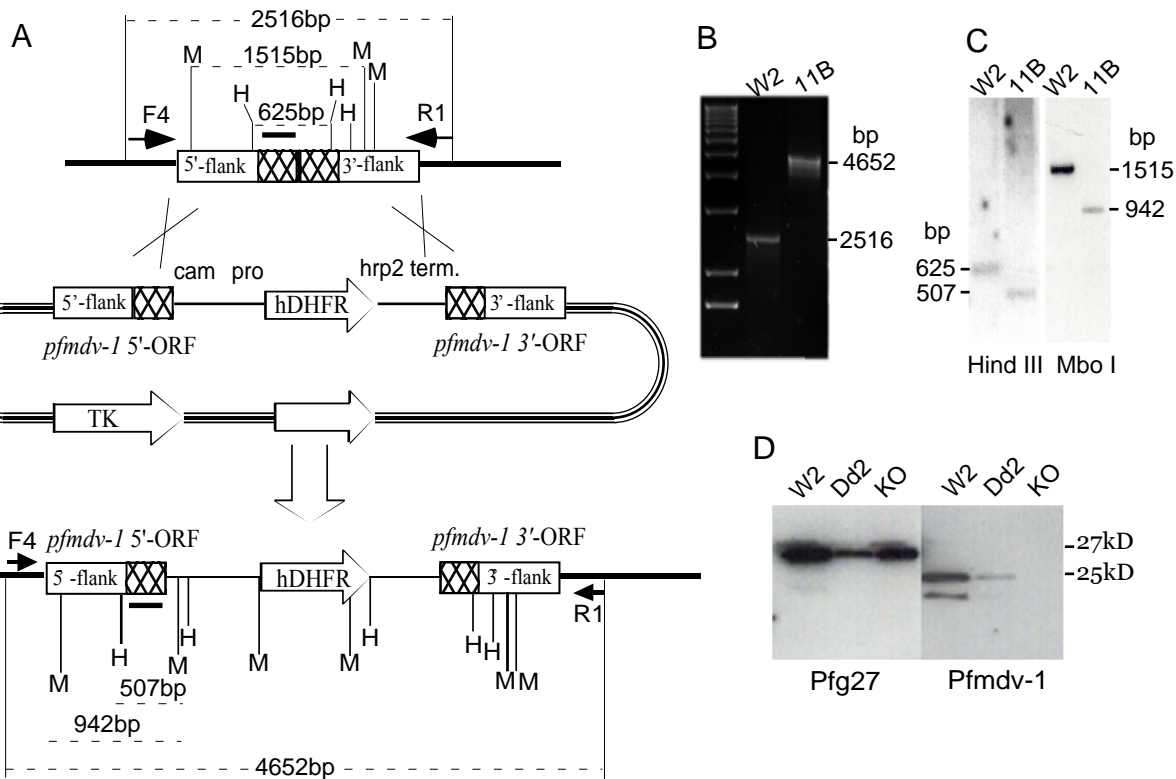 A
2516bp
M
1515bp
M
M
H
625bp
H
H
F4
R1
5'-flank
3'-flank
cam pro
hrp2 term.
5'-flank
hDHFR
3'-flank
pfmdv-1 5'-ORF
pfmdv-1 3'-ORF
TK
pfmdv-1 5'-ORF
pfmdv-1 3'-ORF
F4
5 -flank
hDHFR
3' -flank
R1
H
H
H
H
H
M
M
M
M
M M
507bp
942bp
4652bp
B
W2
11B
bp
4652
2516
C
W2
11B
W2
11B
bp
1515
942
bp
625
507
Hind III
Mbo I
D
W2
Dd2
KO
W2
Dd2
KO
27kD
25kD
Pfg27
Pfmdv-1